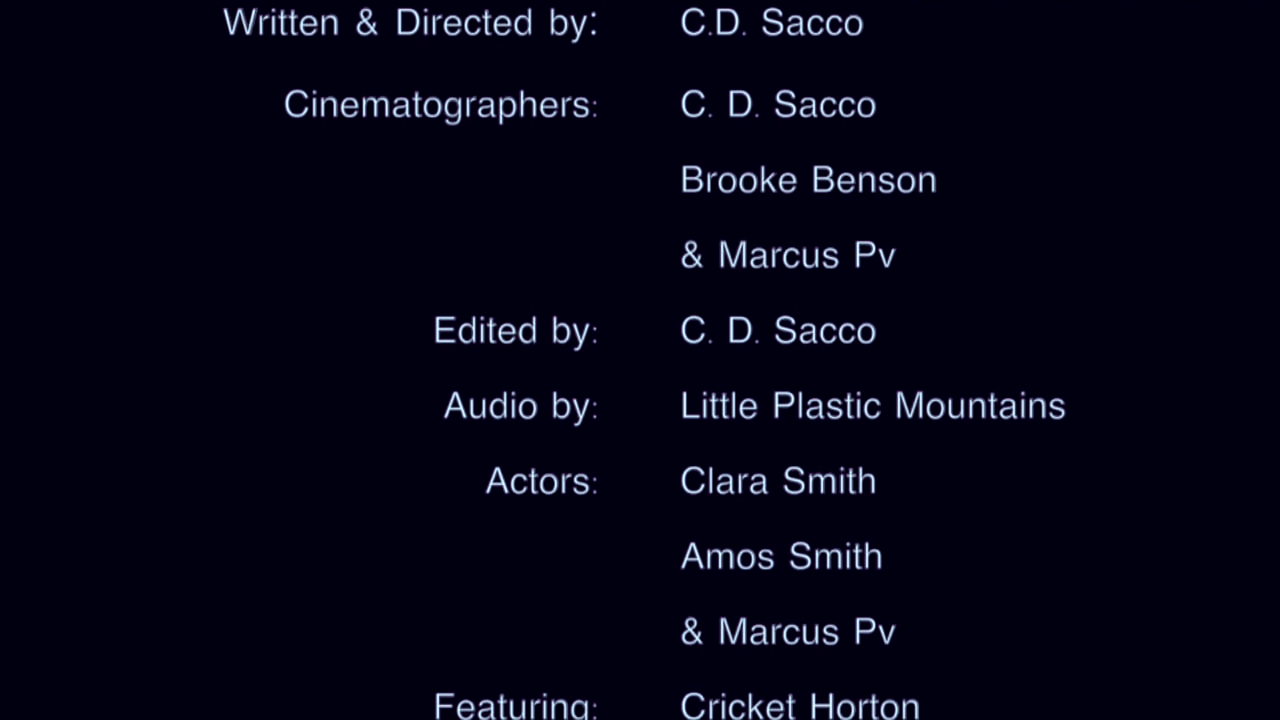 Written & Directed by: C.D. Sacco
Cinematographers: C. D. Sacco
Brooke Benson
& Marcus Pv
Edited by: C. D. Sacco
Audio by: Little Plastic Mountains
Actors: Clara Smith
Amos Smith
& Marcus Pv
Featuring: Cricket Horton